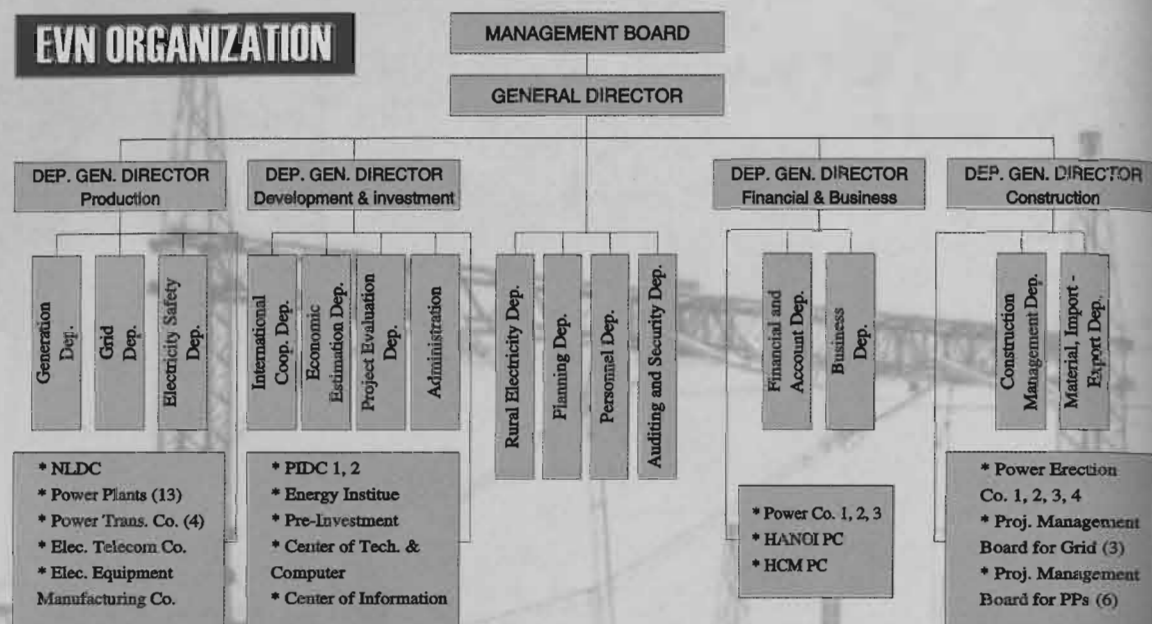 EVN ORGANIZATION
MANAGEMENT BOARD
GENERAL DIRECTOR
DEP. GEN. DIRECTOR
Production
DEP. GEN. DIRECTOR
Development & investment
DEP. GEN. DIRECTOR
Financial & Business
DEP. GEN. DIRECTOR
Construction
Generation
Dep.
Grid
Dep.
Electricity Safety
Dep.
International
Coop. Dep.
Economic
Estimation Dep.
Project Evaluation
Dep.
Administration
Rural Electricity Dep.
Planning Dep.
Personnel Dep.
Auditing and Security Dep.
Financial and
Account Dep.
Business
Dep.
Construction
Management Dep.
Material, Import -
Export Dep.
* NLDC
* Power Plants (13)
* Power Trans. Co. (4)
* Elec. Telecom Co.
* Elec. Equipment
Manufacturing Co.
* PIDC 1, 2
* Energy Institue
* Pre-Investment
* Center of Tech. &
Computer
* Center of Information
* Power Co. 1, 2, 3
* HANOI PC
* HCM PC
* Power Erection
Co. 1, 2, 3, 4
* Proj. Management
Board for Grid (3)
* Proj. Management
Board for PPs (6)